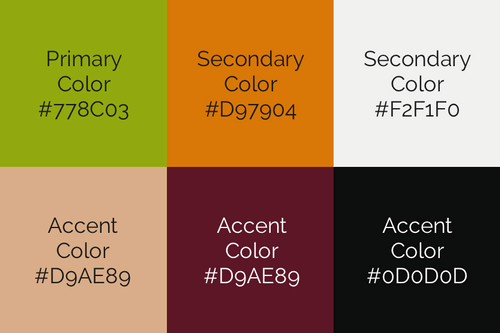 Primary
Color
#778C03
Secondary
Color
#D97904
Secondary
Color
#F2F1F0
Accent
Color
#D9AE89
Accent
Color
#D9AE89
Accent
Color
#0D0D0D